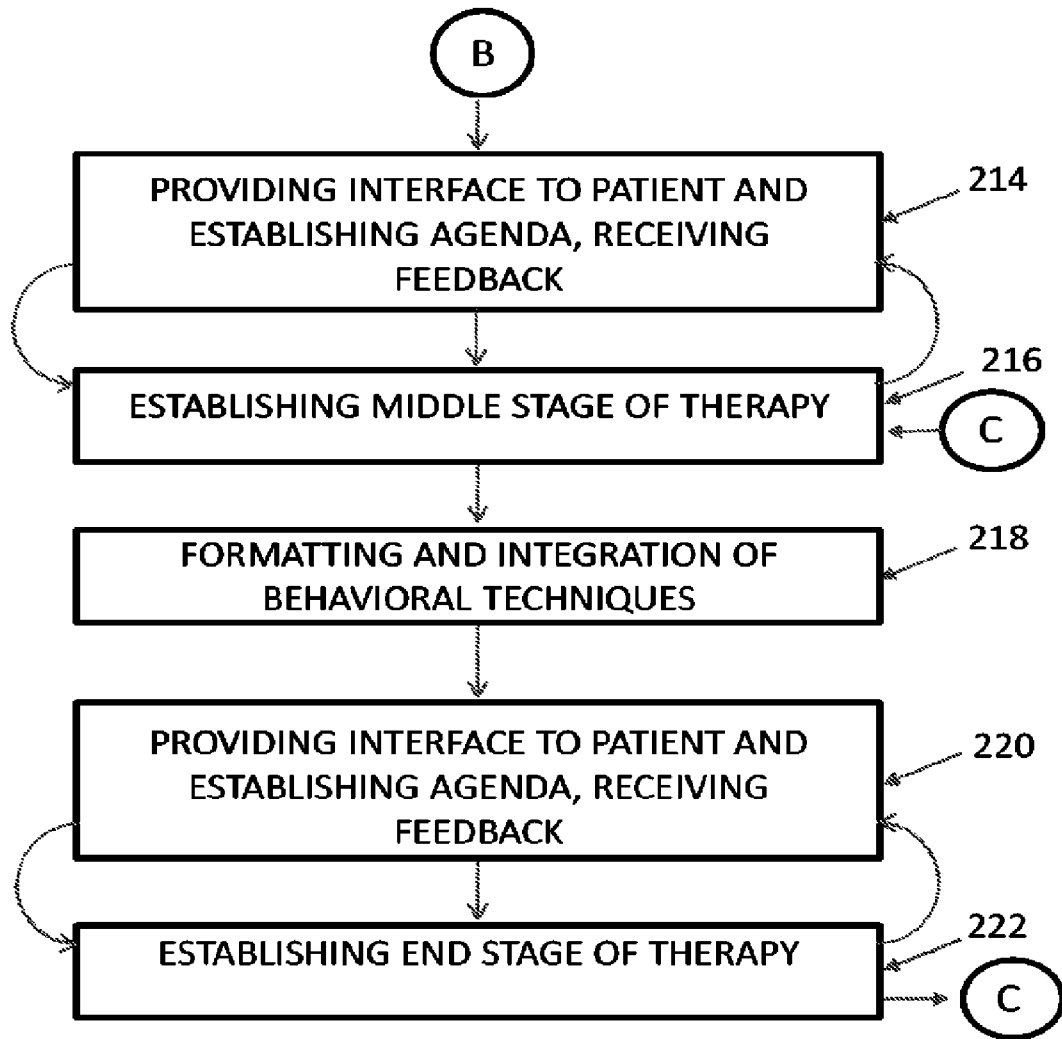 B
PROVIDING INTERFACE TO PATIENT AND
ESTABLISHING AGENDA, RECEIVING
FEEDBACK
214
ESTABLISHING MIDDLE STAGE OF THERAPY
216
C
FORMATTING AND INTEGRATION OF
BEHAVIORAL TECHNIQUES
218
PROVIDING INTERFACE TO PATIENT AND
ESTABLISHING AGENDA, RECEIVING
FEEDBACK
220
ESTABLISHING END STAGE OF THERAPY
222
C